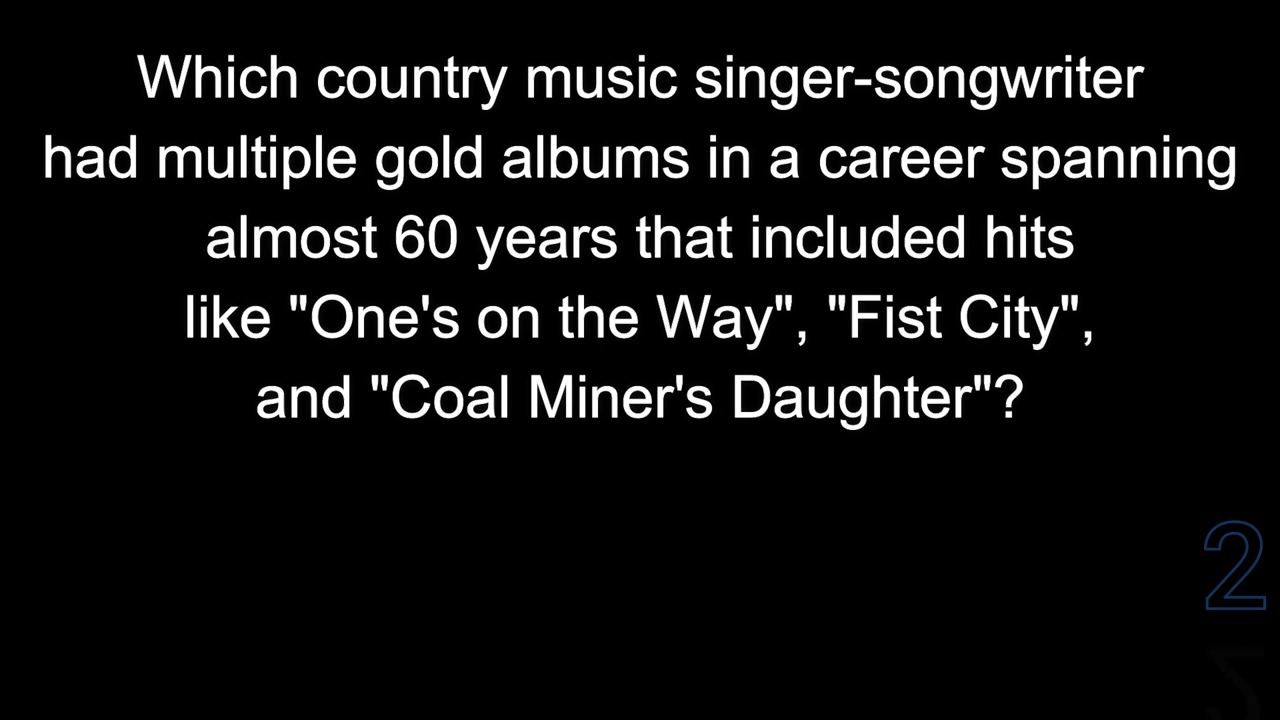 Which country music singer-songwriter
had multiple gold albums in a career spanning
almost 60 years that included hits
like "One's on the Way", "Fist City",
and "Coal Miner's Daughter"?
2